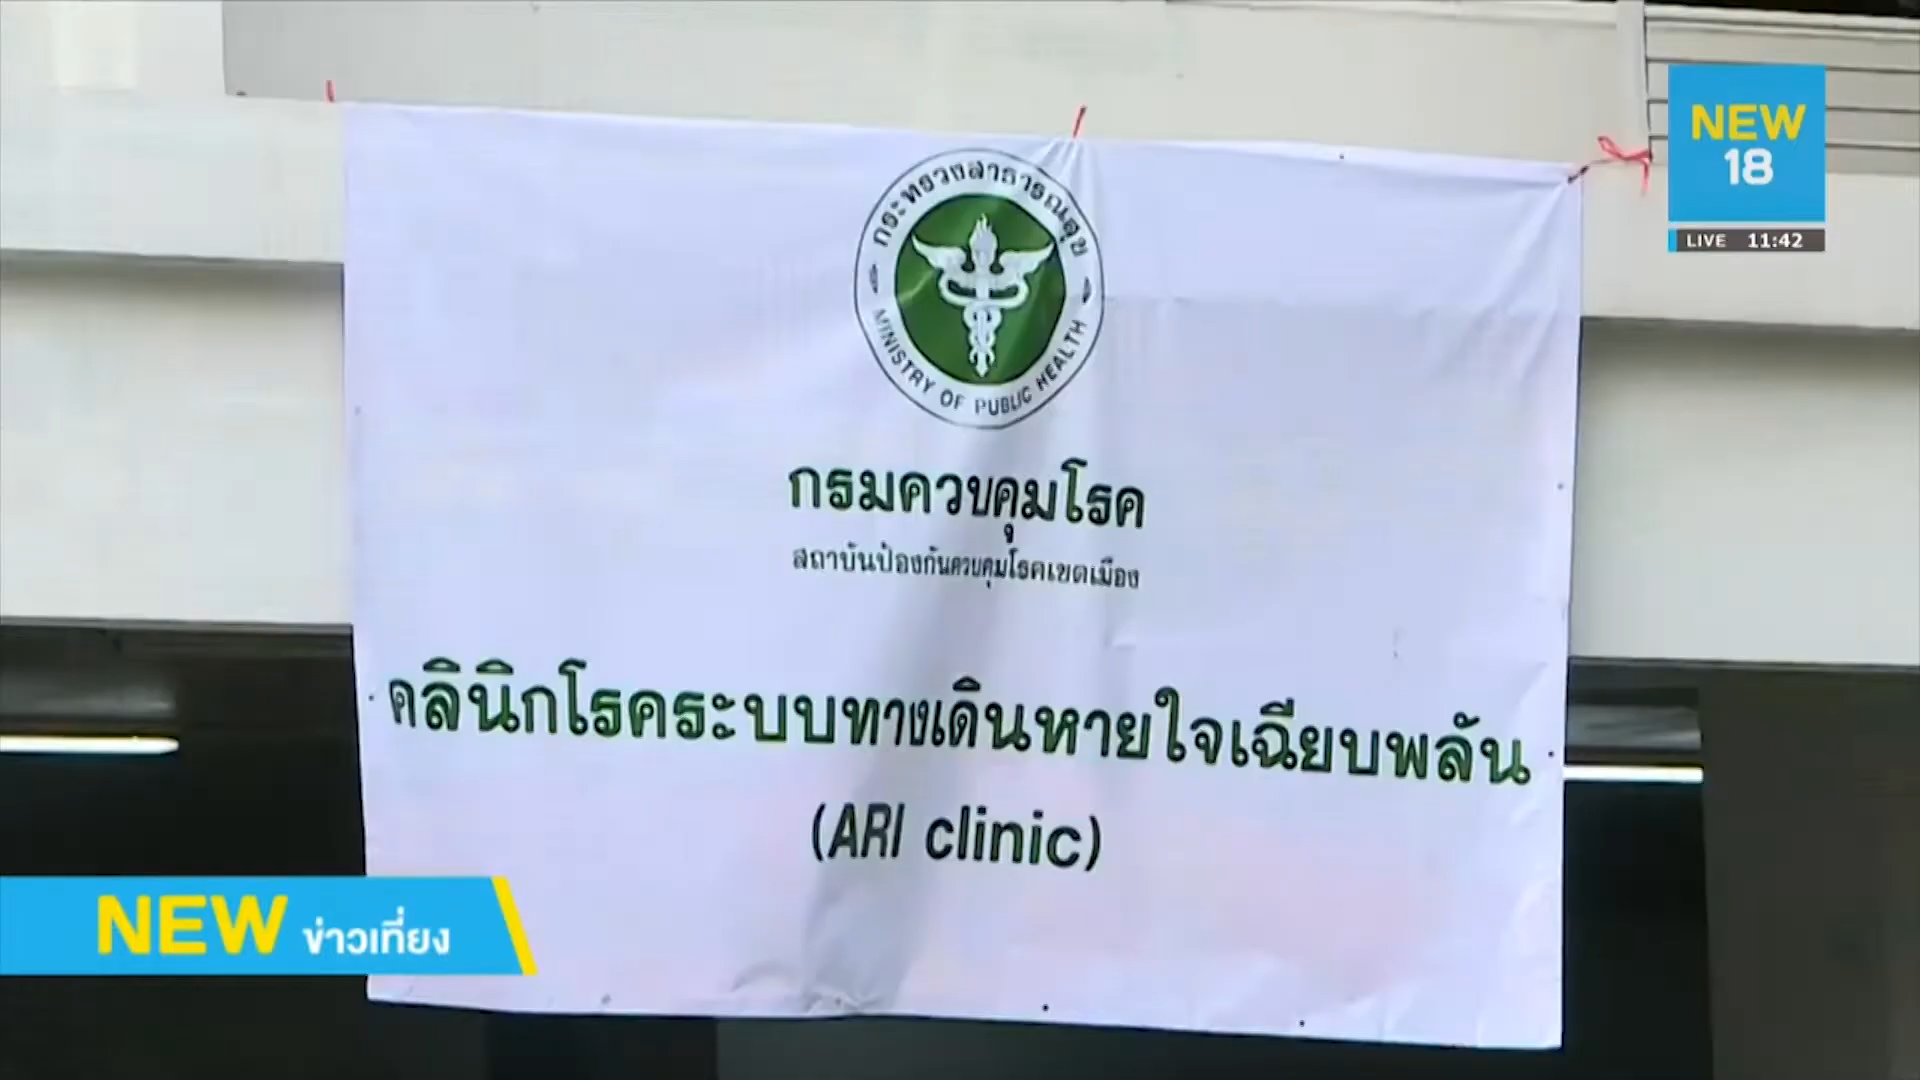 NEW
18
LIVE 11:42
กระทรวงสาธารณสุข
MINISTRY OF PUBLIC HEALTH
กรมควบคุมโรค
สถาบันป้องกันควบคุมโรคเขตเมือง
คลินิกโรคระบบทางเดินหายใจเฉียบพลัน
(ARI clinic)
NEW ข่าวเที่ยง